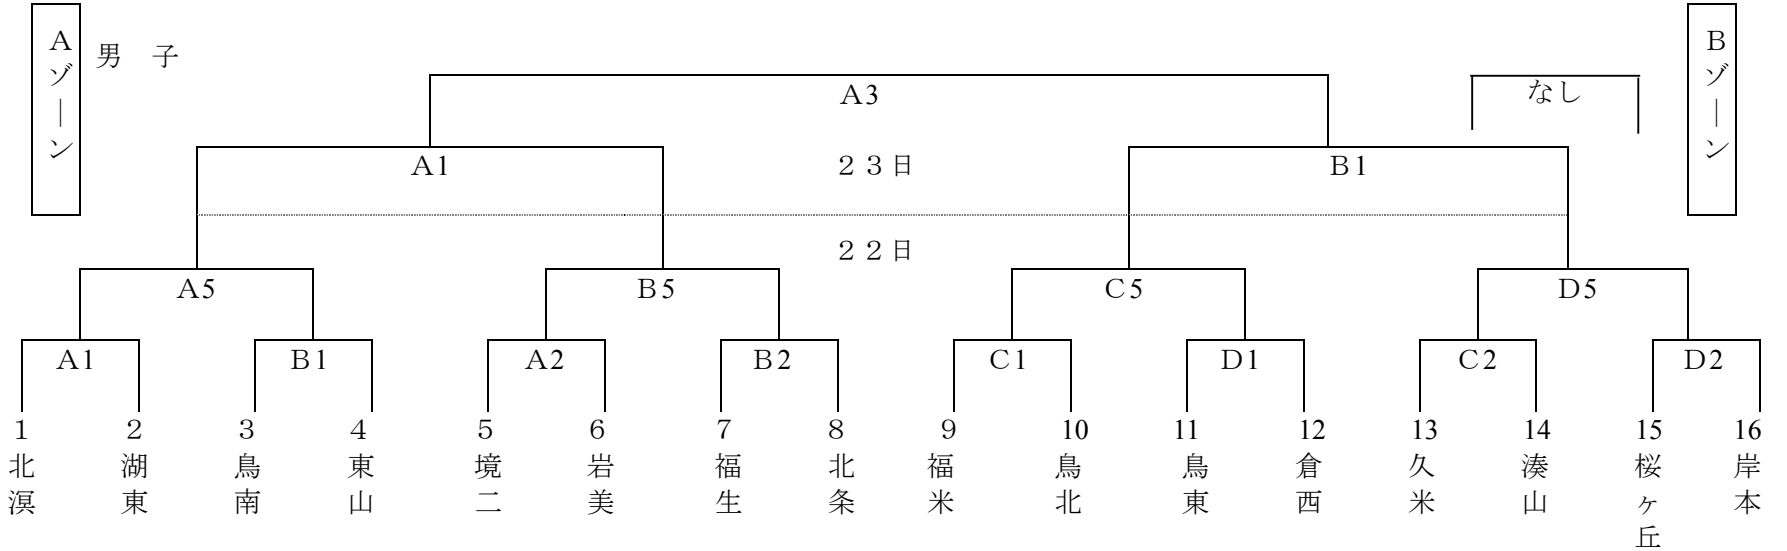 Ａゾーン
男　子
Ｂゾーン
Ａ3
なし
Ａ1
２３日
Ｂ1
２２日
Ａ5
Ｂ5
Ｃ5
Ｄ5
Ａ1
Ｂ1
Ａ2
Ｂ2
Ｃ1
Ｄ1
Ｃ2
Ｄ2
１
２
３
４
５
６
７
８
９
10
11
12
13
14
15
16
北溟
湖東
鳥南
東山
境二
岩美
福生
北条
福米
鳥北
鳥東
倉西
久米
湊山
桜ヶ丘
岸本